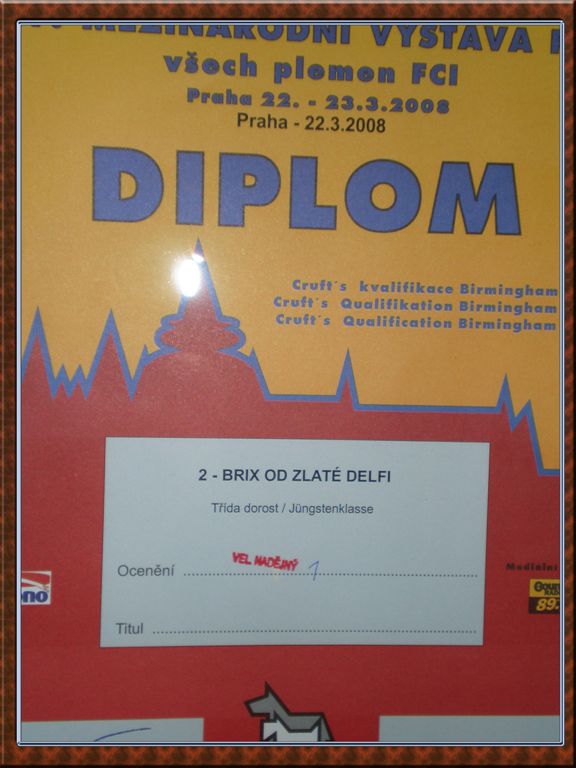 MEZINÁRODNÍ VÝSTAVA
všech plemen FCI
Praha 22. - 23.3.2008
Praha - 22.3.2008
DIPLOM
Cruft´s kvalifikace Birmingham
Cruft´s Qualifikation Birmingham
Cruft´s Qualification Birmingham
2 - BRIX OD ZLATÉ DELFI
Třída dorost / Jüngstenklasse
Ocenění VEL. NADĚJNÝ 1
Titul
Mediální